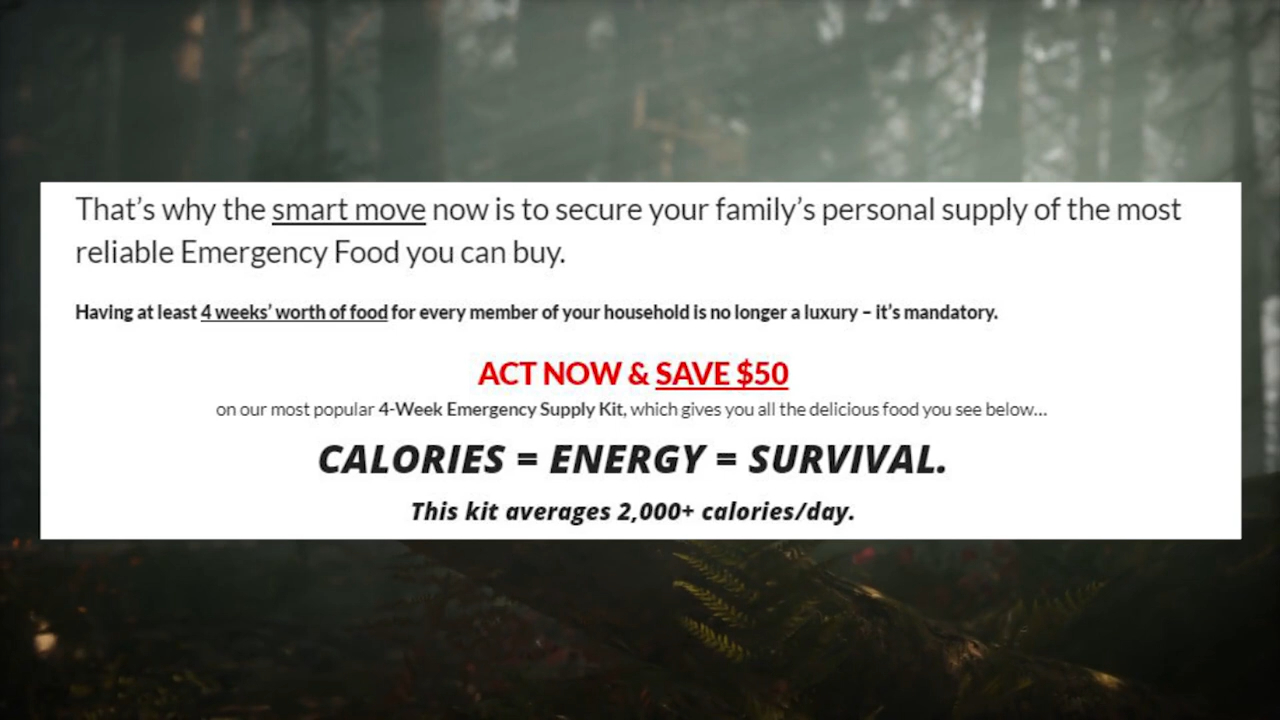 That’s why the smart move now is to secure your family’s personal supply of the most
reliable Emergency Food you can buy.
Having at least 4 weeks’ worth of food for every member of your household is no longer a luxury – it’s mandatory.
ACT NOW & SAVE $50
on our most popular 4-Week Emergency Supply Kit, which gives you all the delicious food you see below...
CALORIES = ENERGY = SURVIVAL.
This kit averages 2,000+ calories/day.